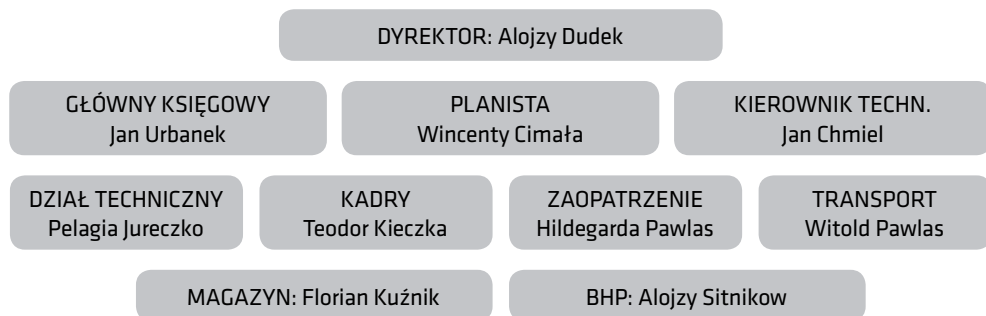 DYREKTOR: Alojzy Dudek
GŁÓWNY KSIĘGOWY
Jan Urbanek
PLANISTA
Wincenty Cimała
KIEROWNIK TECHN.
Jan Chmiel
DZIAŁ TECHNICZNY
Pelagia Jureczko
KADRY
Teodor Kieczka
ZAOPATRZENIE
Hildegarda Pawlas
TRANSPORT
Witold Pawlas
MAGAZYN: Florian Kuźnik
BHP: Alojzy Sitnikow